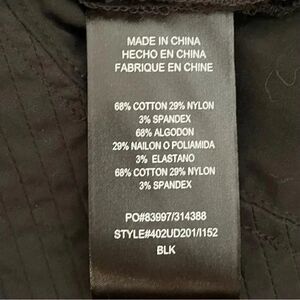 MADE IN CHINA
HECHO EN CHINA
FABRIQUE EN CHINE
68% COTTON 29% NYLON
3% SPANDEX
68% ALGODON
29% NAILON O POLIAMIDA
3% ELASTANO
68% COTTON 29% NYLON
3% SPANDEX
PO#83997/314388
STYLE#402UD201/I152
BLK